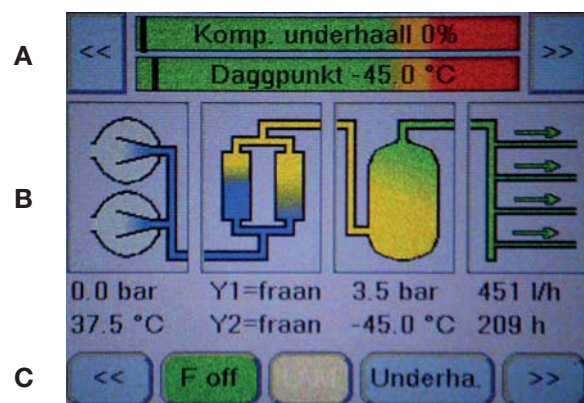 A
<< Komp. underhaall 0% >>
Daggpunkt -45.0 °C
B
0.0 bar Y1=fraan 3.5 bar 451 l/h
37.5 °C Y2=fraan -45.0 °C 209 h
C
<< F off Underha. >>